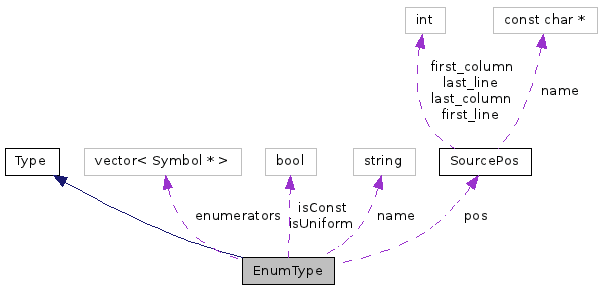 int
const char *
first_column
last_line
last_column
first_line
name
Type
vector< Symbol * >
bool
string
SourcePos
enumerators
isConst
isUniform
name
pos
EnumType